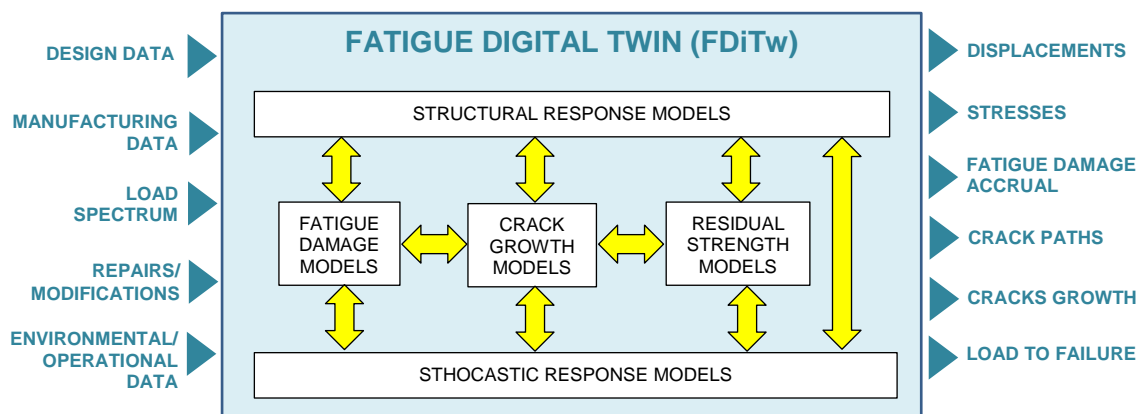 FATIGUE DIGITAL TWIN (FDiTw)
DESIGN DATA
MANUFACTURING
DATA
LOAD
SPECTRUM
REPAIRS/
MODIFICATIONS
ENVIRONMENTAL/
OPERATIONAL
DATA
STRUCTURAL RESPONSE MODELS
FATIGUE
DAMAGE
MODELS
CRACK
GROWTH
MODELS
RESIDUAL
STRENGTH
MODELS
STHOCASTIC RESPONSE MODELS
DISPLACEMENTS
STRESSES
FATIGUE DAMAGE
ACCRUAL
CRACK PATHS
CRACKS GROWTH
LOAD TO FAILURE